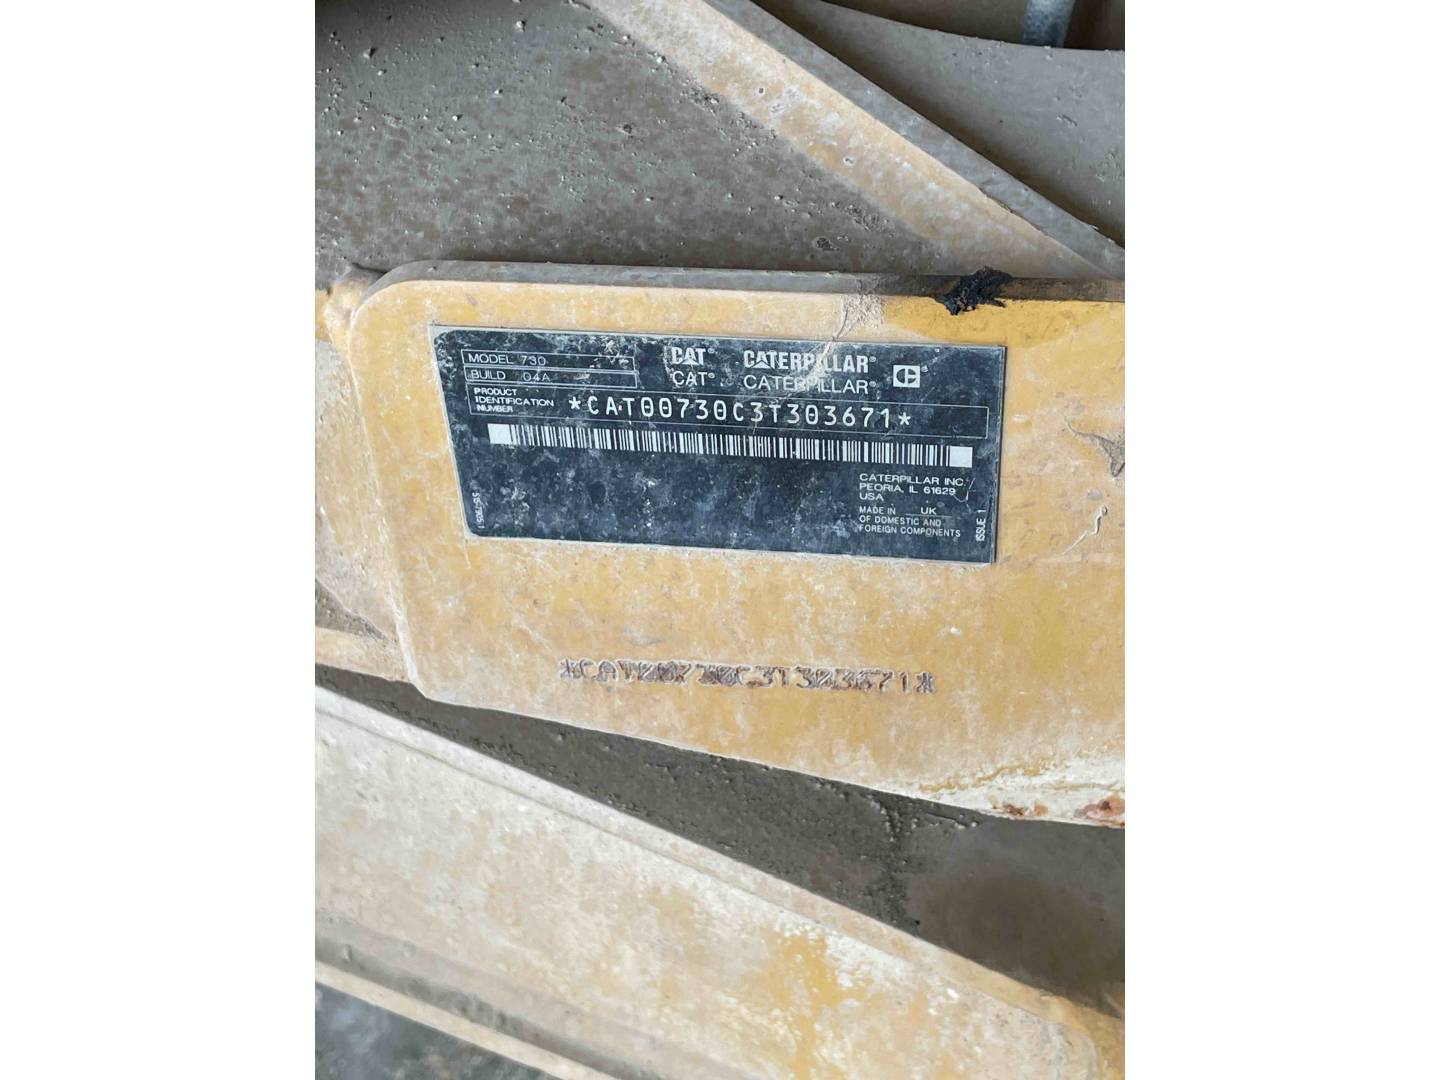 MODEL 730
BUILD 04A
CAT® CATERPILLAR®
CAT® CATERPILLAR® C
PRODUCT
IDENTIFICATION
NUMBER
*CAT00730C3T303671*
CATERPILLAR INC.
PEORIA, IL 61629
USA
MADE IN UK
OF DOMESTIC AND
FOREIGN COMPONENTS
ISSUE 1
*CAT00730C3T303671*